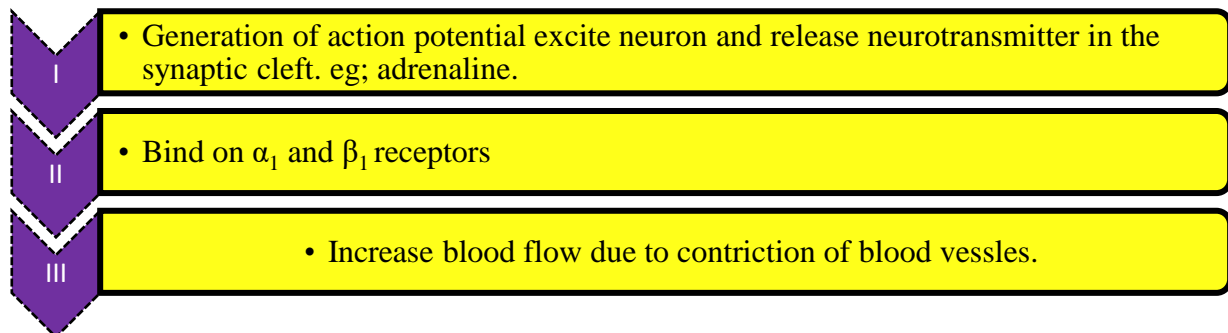 I
• Generation of action potential excite neuron and release neurotransmitter in the
synaptic cleft. eg; adrenaline.
II
• Bind on α₁ and β₁ receptors
III
• Increase blood flow due to contriction of blood vessles.